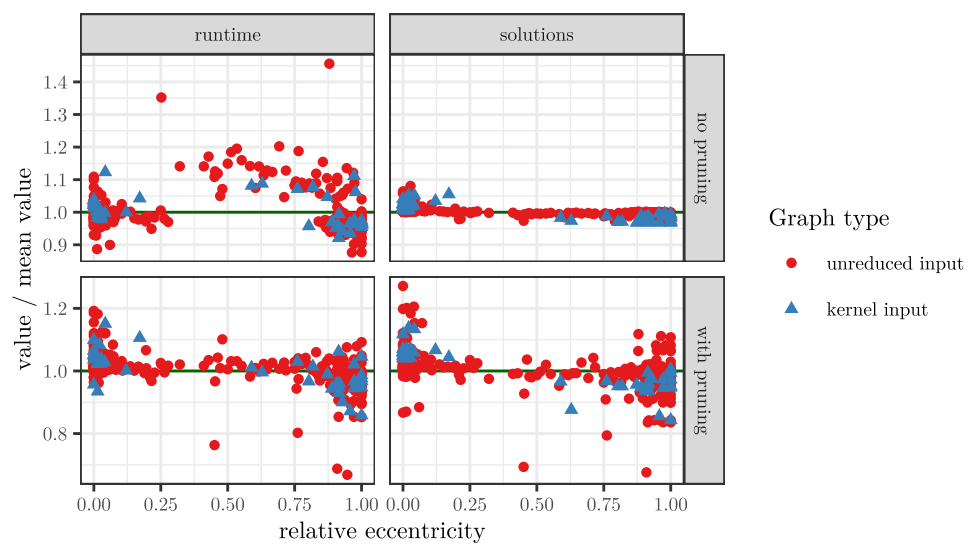 runtime
solutions
1.4
1.3
1.2
1.1
1.0
0.9
no pruning
1.2
1.0
0.8
with pruning
0.00
0.25
0.50
0.75
1.00
0.00
0.25
0.50
0.75
1.00
relative eccentricity
value / mean value
Graph type
unreduced input
kernel input